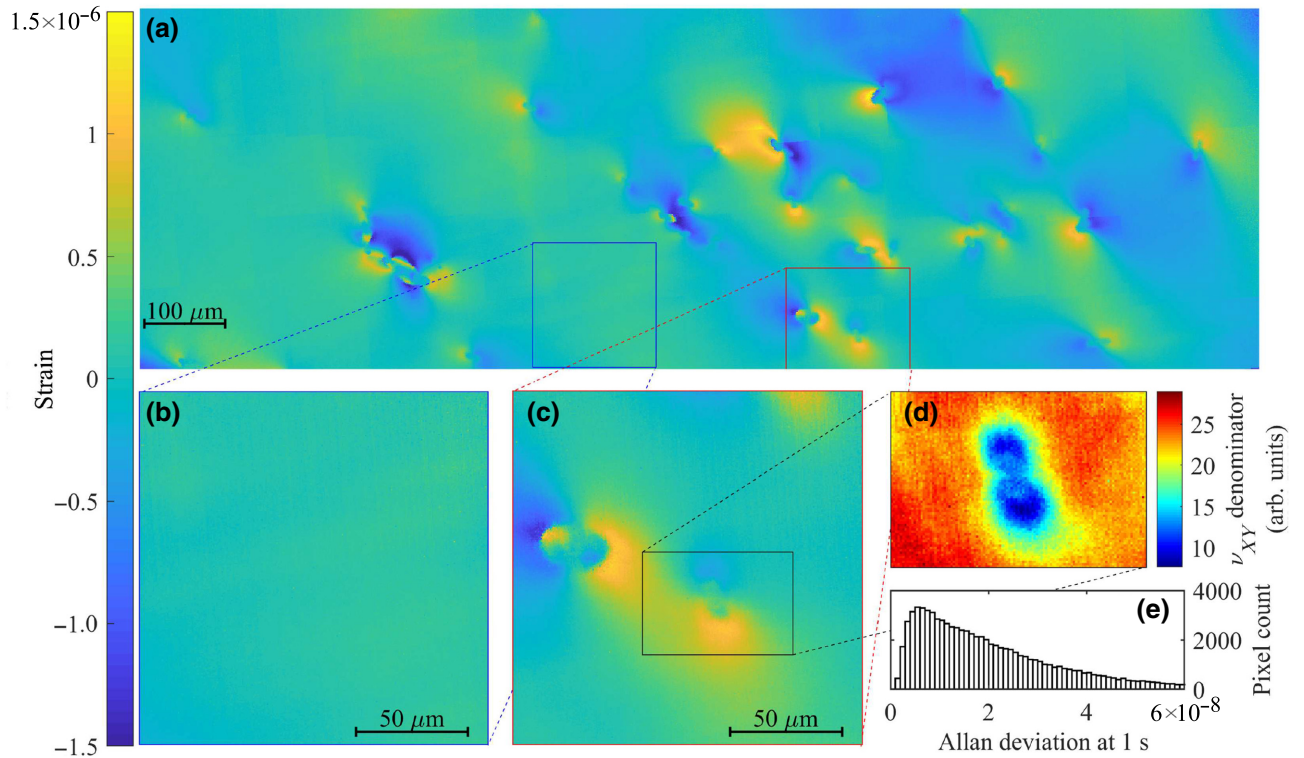 1.5×10⁻⁶
1
0.5
0
−0.5
−1.0
−1.5
Strain
(a)
100 μm
(b)
50 μm
(c)
50 μm
(d)
25
20
15
10
ν_XY denominator
(arb. units)
(e)
4000
2000
0
Pixel count
0 2 4 6×10⁻⁸
Allan deviation at 1 s